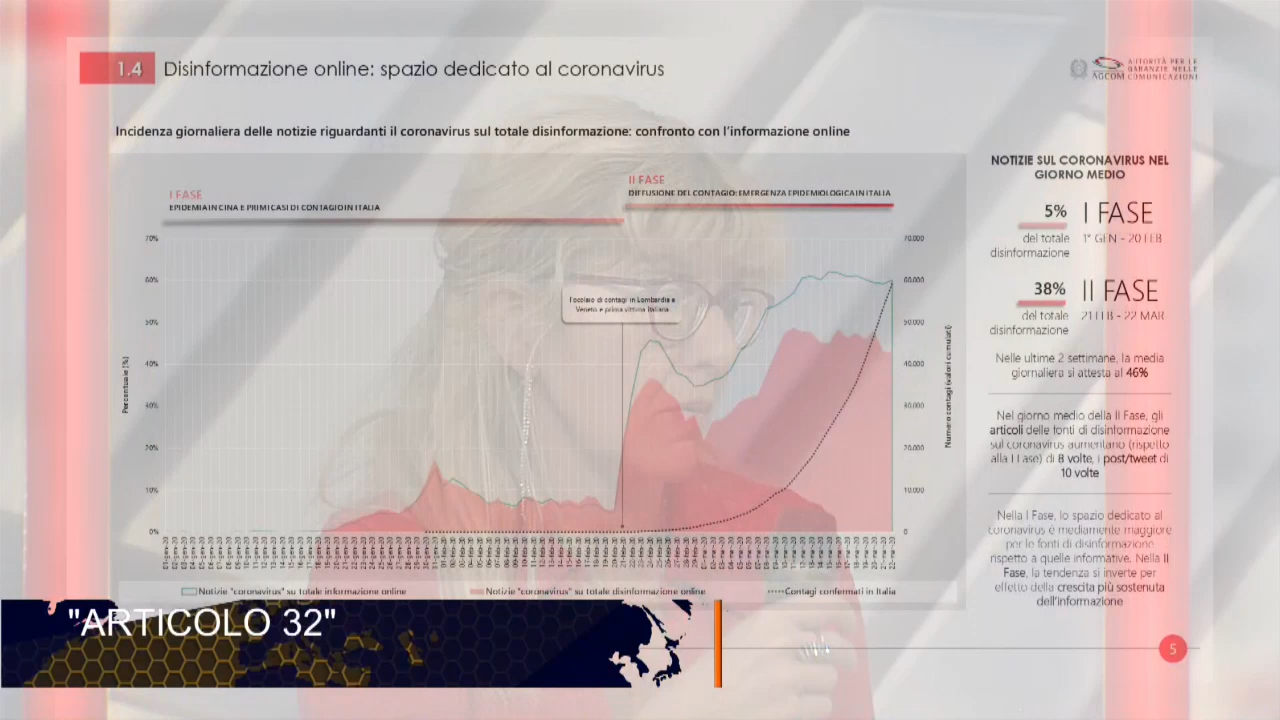 1.4 Disinformazione online: spazio dedicato al coronavirus
AGCOM
AUTORITÀ PER LE
GARANZIE NELLE
COMUNICAZIONI
Incidenza giornaliera delle notizie riguardanti il coronavirus sul totale disinformazione: confronto con l'informazione online
I FASE
EPIDEMIA IN CINA E PRIMI CASI DI CONTAGIO IN ITALIA
II FASE
DIFFUSIONE DEL CONTAGIO: EMERGENZA EPIDEMIOLOGICA IN ITALIA
70%
60%
50%
40%
30%
20%
10%
0%
Percentuale (%)
Focolaio di contagi in Lombardia e
Veneto e prima vittima italiana
70.000
60.000
50.000
40.000
30.000
20.000
10.000
0
Numero contagi (valori cumulati)
Notizie "coronavirus" su totale informazione online
Notizie "coronavirus" su totale disinformazione online
Contagi confermati in Italia
NOTIZIE SUL CORONAVIRUS NEL
GIORNO MEDIO
5% I FASE
del totale 1° GEN - 20 FEB
disinformazione
38% II FASE
del totale 21 FEB - 22 MAR
disinformazione
Nelle ultime 2 settimane, la media
giornaliera si attesta al 46%
Nel giorno medio della II Fase, gli
articoli delle fonti di disinformazione
sul coronavirus aumentano (rispetto
alla I Fase) di 8 volte, i post/tweet di
10 volte
Nella I Fase, lo spazio dedicato al
coronavirus è mediamente maggiore
per le fonti di disinformazione
rispetto a quelle informative. Nella II
Fase, la tendenza si inverte per
effetto della crescita più sostenuta
dell'informazione
5
"ARTICOLO 32"